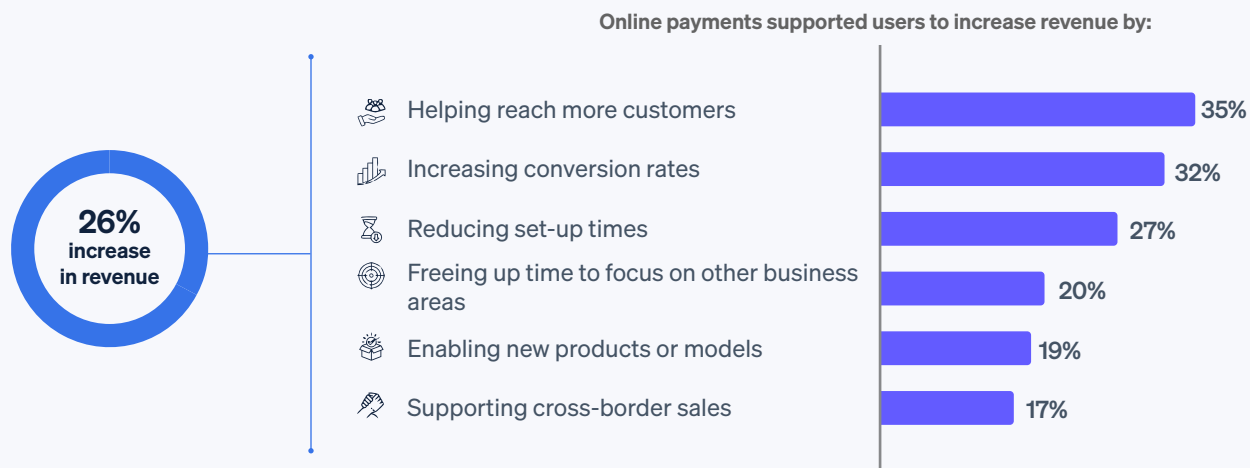 Online payments supported users to increase revenue by:
26%
increase
in revenue
Helping reach more customers
35%
Increasing conversion rates
32%
Reducing set-up times
27%
Freeing up time to focus on other business
areas
20%
Enabling new products or models
19%
Supporting cross-border sales
17%